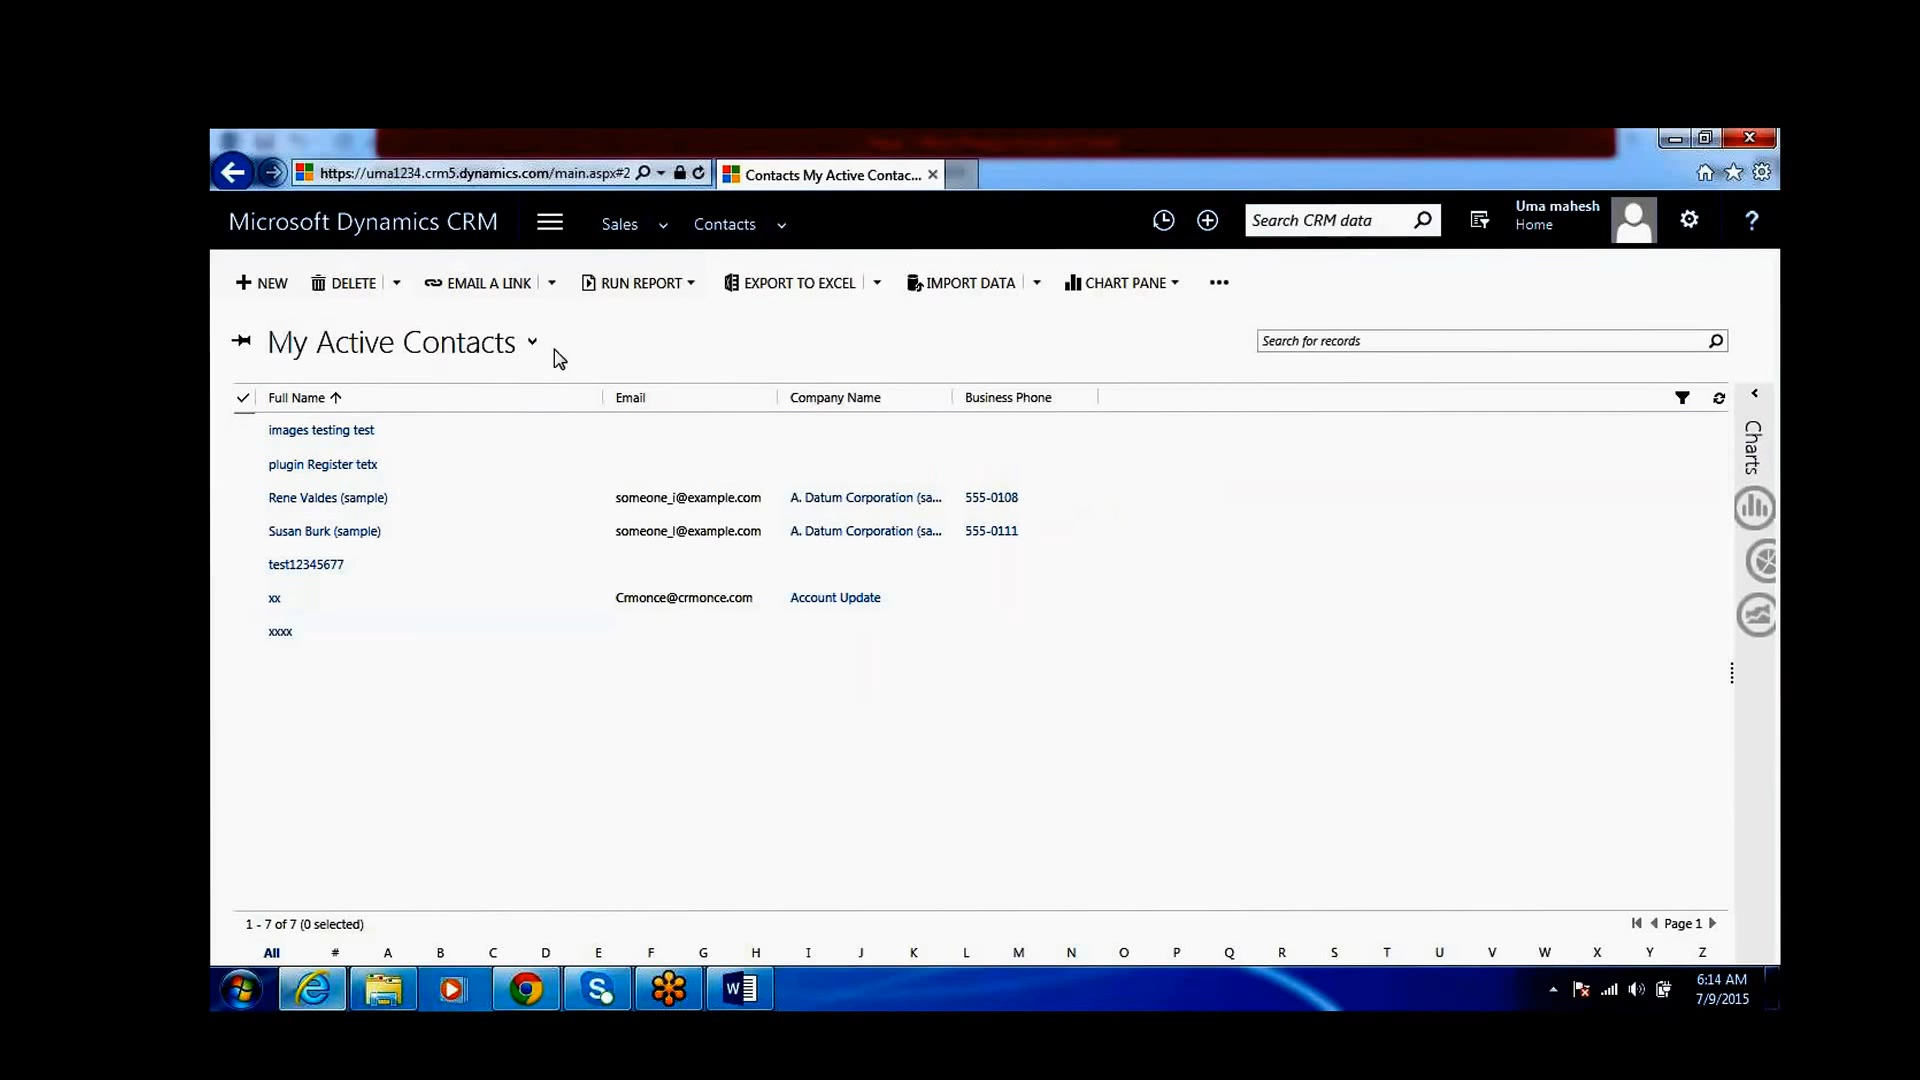 https://uma1234.crm5.dynamics.com/main.aspx#2
Contacts My Active Contac...
Microsoft Dynamics CRM
Sales
Contacts
Search CRM data
Uma mahesh
Home
?
NEW
DELETE
EMAIL A LINK
RUN REPORT
EXPORT TO EXCEL
IMPORT DATA
CHART PANE
My Active Contacts
Search for records
Full Name
Email
Company Name
Business Phone
Charts
images testing test
plugin Register tetx
Rene Valdes (sample) someone_i@example.com A. Datum Corporation (sa... 555-0108
Susan Burk (sample) someone_l@example.com A. Datum Corporation (sa... 555-0111
test12345677
xx Crmonce@crmonce.com Account Update
xxxx
1 - 7 of 7 (0 selected)
Page 1
All # A B C D E F G H I J K L M N O P Q R S T U V W X Y Z
6:14 AM
7/9/2015